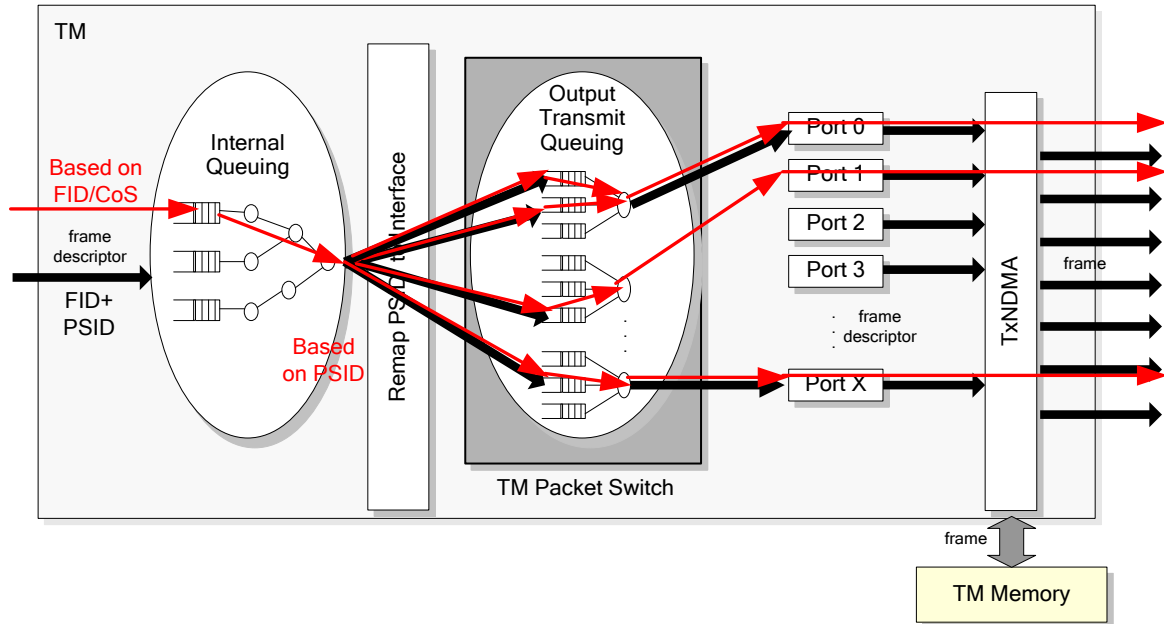 TM
Internal
Queuing
Output
Transmit
Queuing
Based on
FID/CoS
frame
descriptor
FID+
PSID
Based
on PSID
Remap PSID Interface
TM Packet Switch
Port 0
Port 1
Port 2
Port 3
frame
descriptor
Port X
TxNDMA
frame
frame
TM Memory